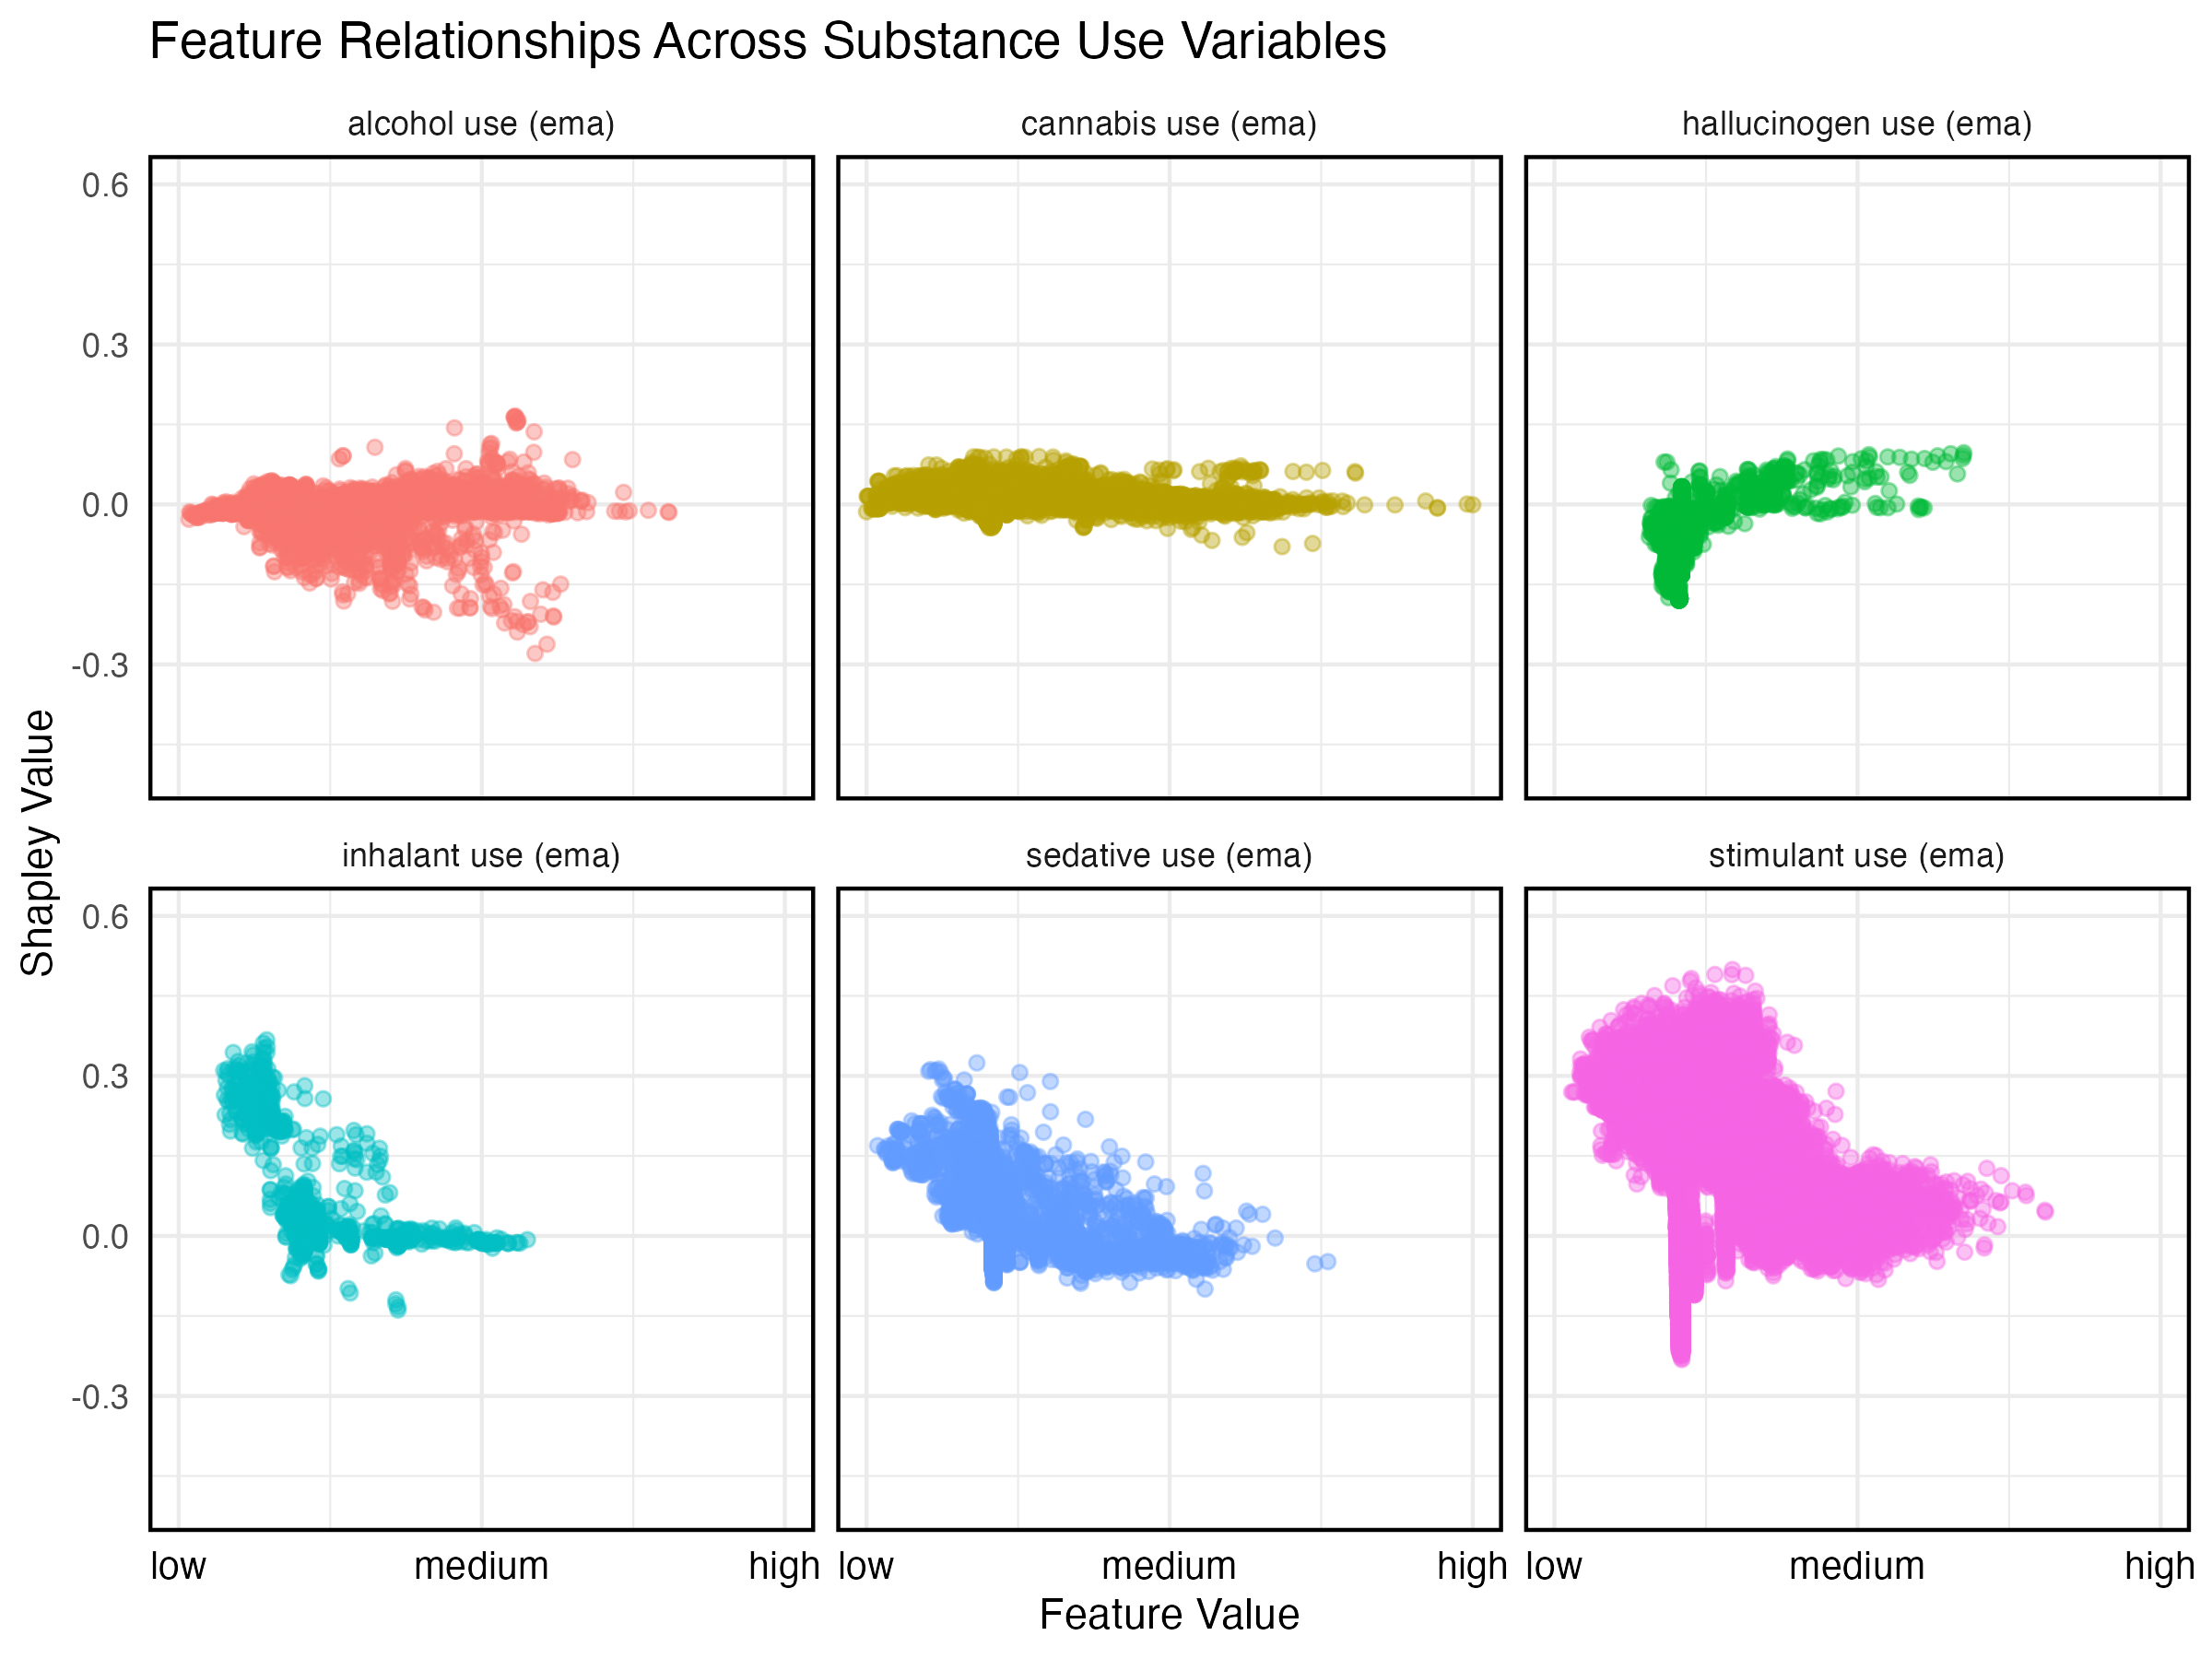 Feature Relationships Across Substance Use Variables
alcohol use (ema)
cannabis use (ema)
hallucinogen use (ema)
0.6
0.3
0.0
-0.3
Shapley Value
inhalant use (ema)
sedative use (ema)
stimulant use (ema)
0.6
0.3
0.0
-0.3
low medium high
low medium high
low medium high
Feature Value